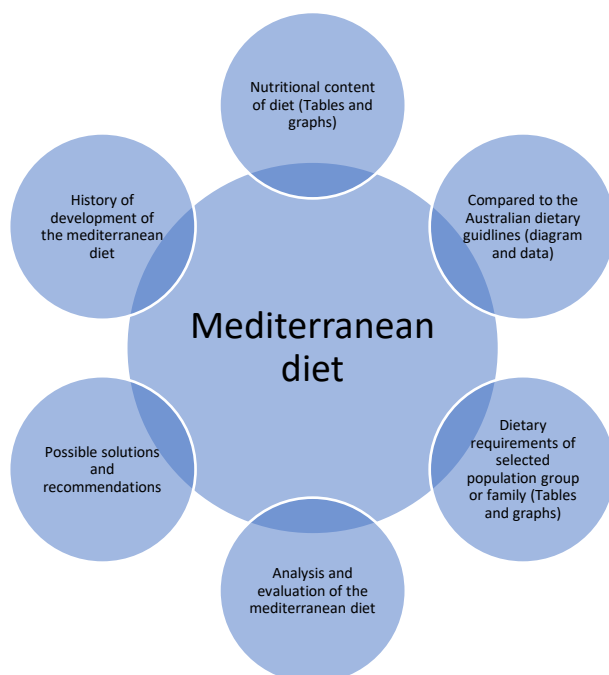 Nutritional content
of diet (Tables and
graphs)
History of
development of
the mediterranean
diet
Compared to the
Australian dietary
guidlines (diagram
and data)
Mediterranean
diet
Possible solutions
and
recommendations
Dietary
requirements of
selected
population group
or family (Tables
and graphs)
Analysis and
evaluation of the
mediterranean diet